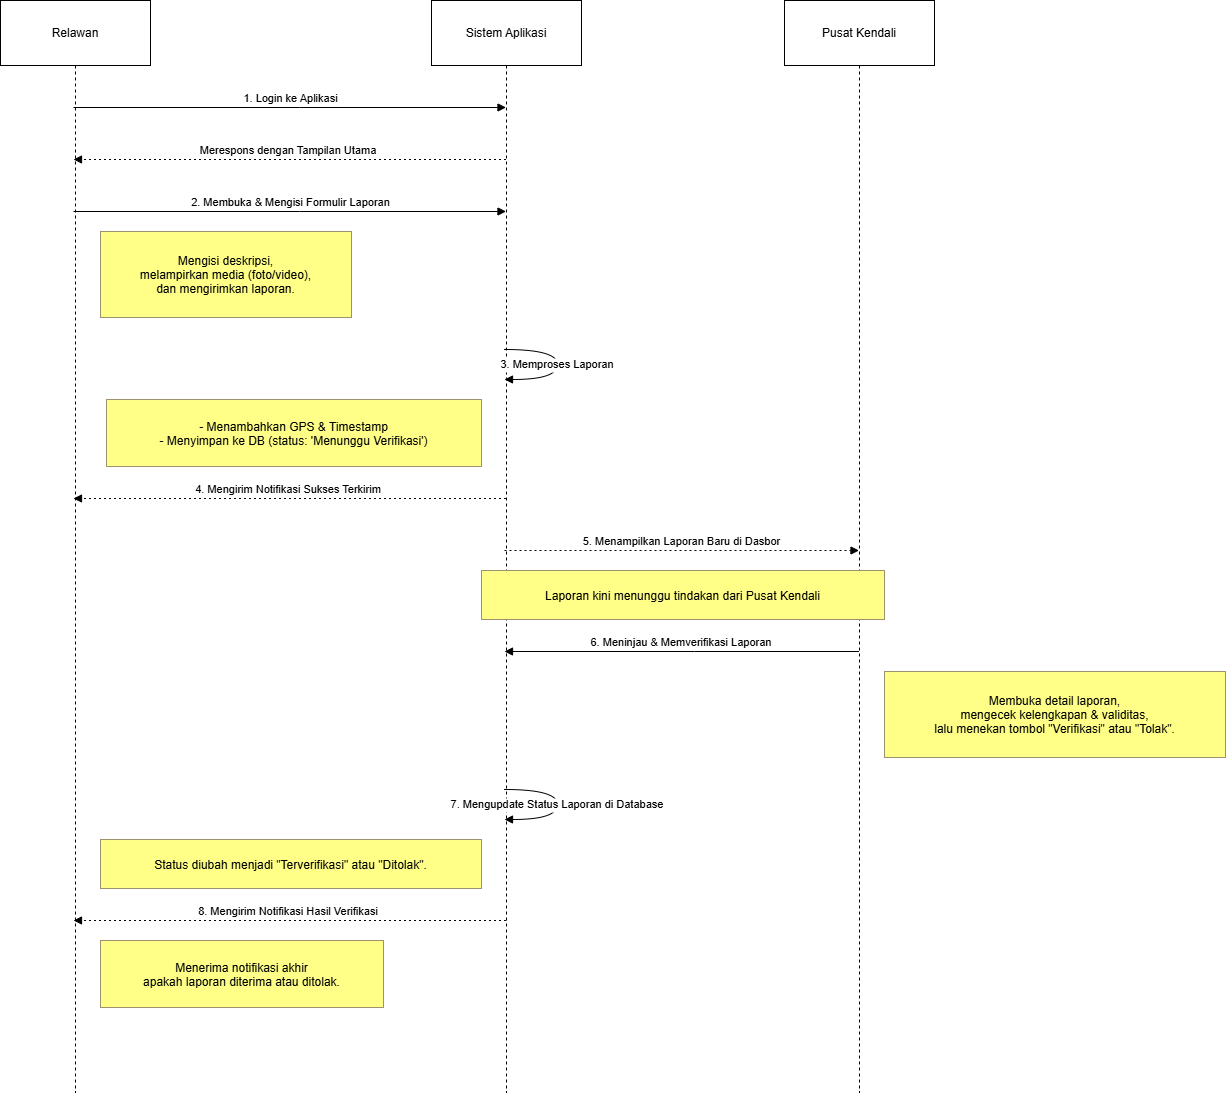 Relawan
Sistem Aplikasi
Pusat Kendali
1. Login ke Aplikasi
Merespons dengan Tampilan Utama
2. Membuka & Mengisi Formulir Laporan
Mengisi deskripsi,
melampirkan media (foto/video),
dan mengirimkan laporan.
3. Memproses Laporan
- Menambahkan GPS & Timestamp
- Menyimpan ke DB (status: 'Menunggu Verifikasi')
4. Mengirim Notifikasi Sukses Terkirim
5. Menampilkan Laporan Baru di Dasbor
Laporan kini menunggu tindakan dari Pusat Kendali
6. Meninjau & Memverifikasi Laporan
Membuka detail laporan,
mengecek kelengkapan & validitas,
lalu menekan tombol "Verifikasi" atau "Tolak".
7. Mengupdate Status Laporan di Database
Status diubah menjadi "Terverifikasi" atau "Ditolak".
8. Mengirim Notifikasi Hasil Verifikasi
Menerima notifikasi akhir
apakah laporan diterima atau ditolak.